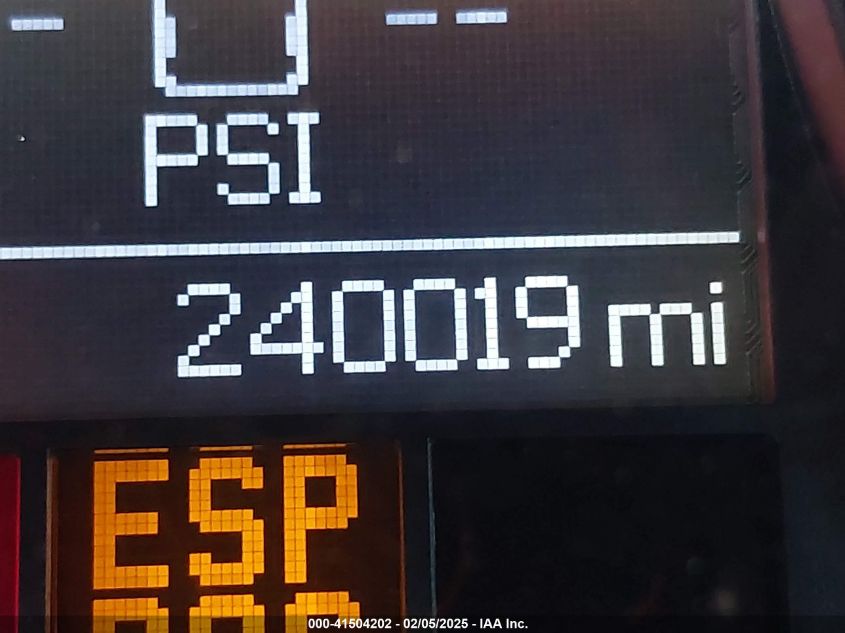 -- --
PSI
240019 mi
ESP
000-41504202 - 02/05/2025 - IAA Inc.